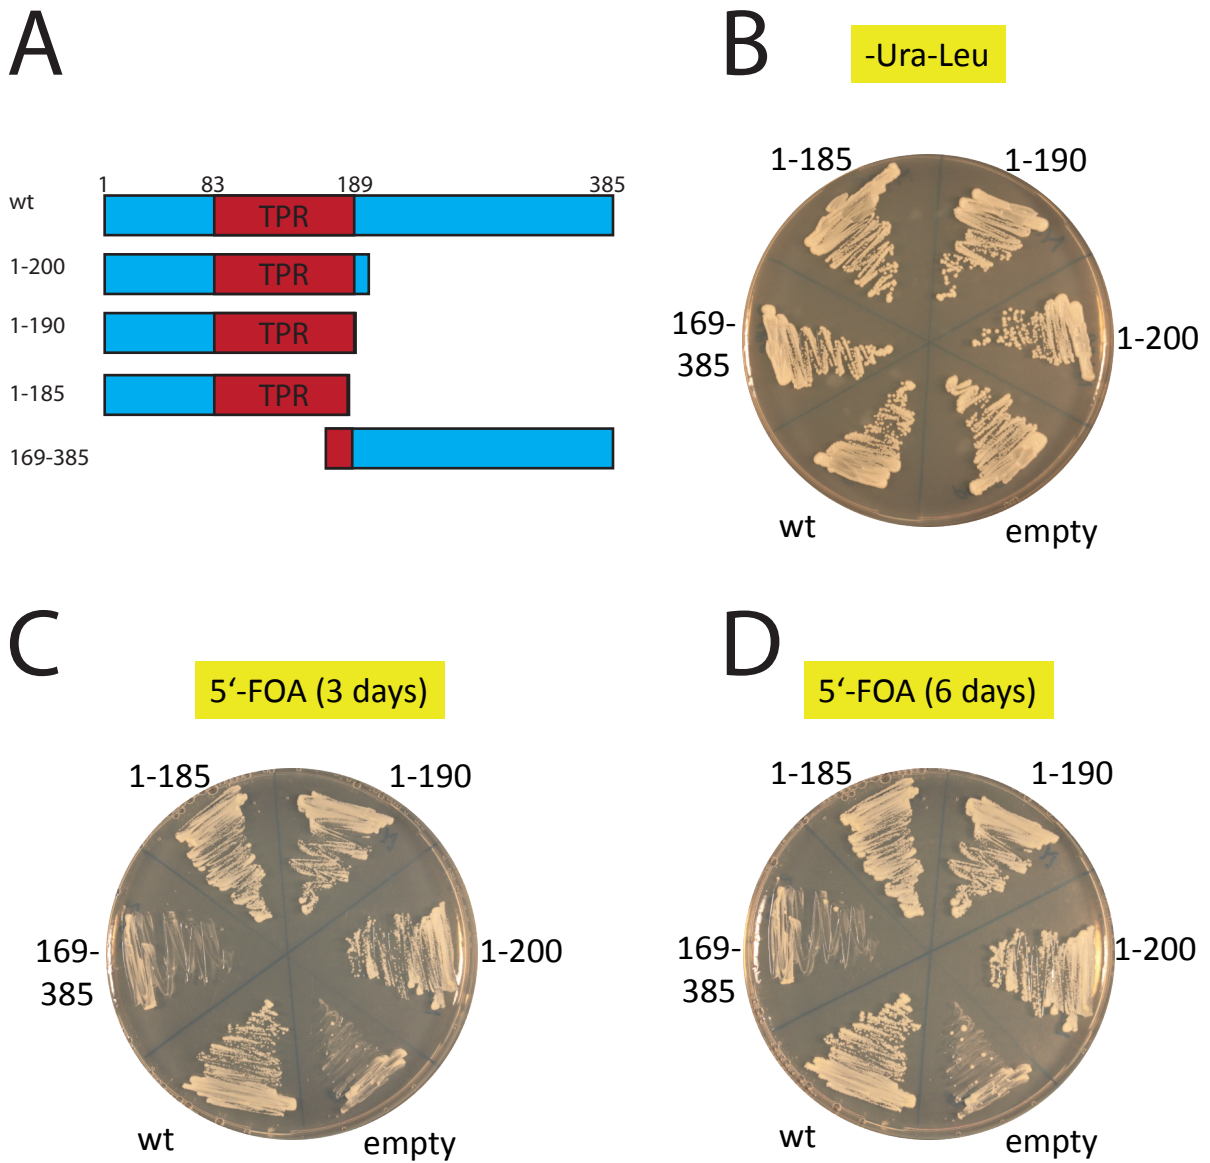 A
1 83 189 385
wt TPR
1-200 TPR
1-190 TPR
1-185 TPR
169-385
B
-Ura-Leu
1-185 1-190
169-
385
1-200
wt empty
C
5‘-FOA (3 days)
1-185 1-190
169-
385
1-200
wt empty
D
5‘-FOA (6 days)
1-185 1-190
169-
385
1-200
wt empty